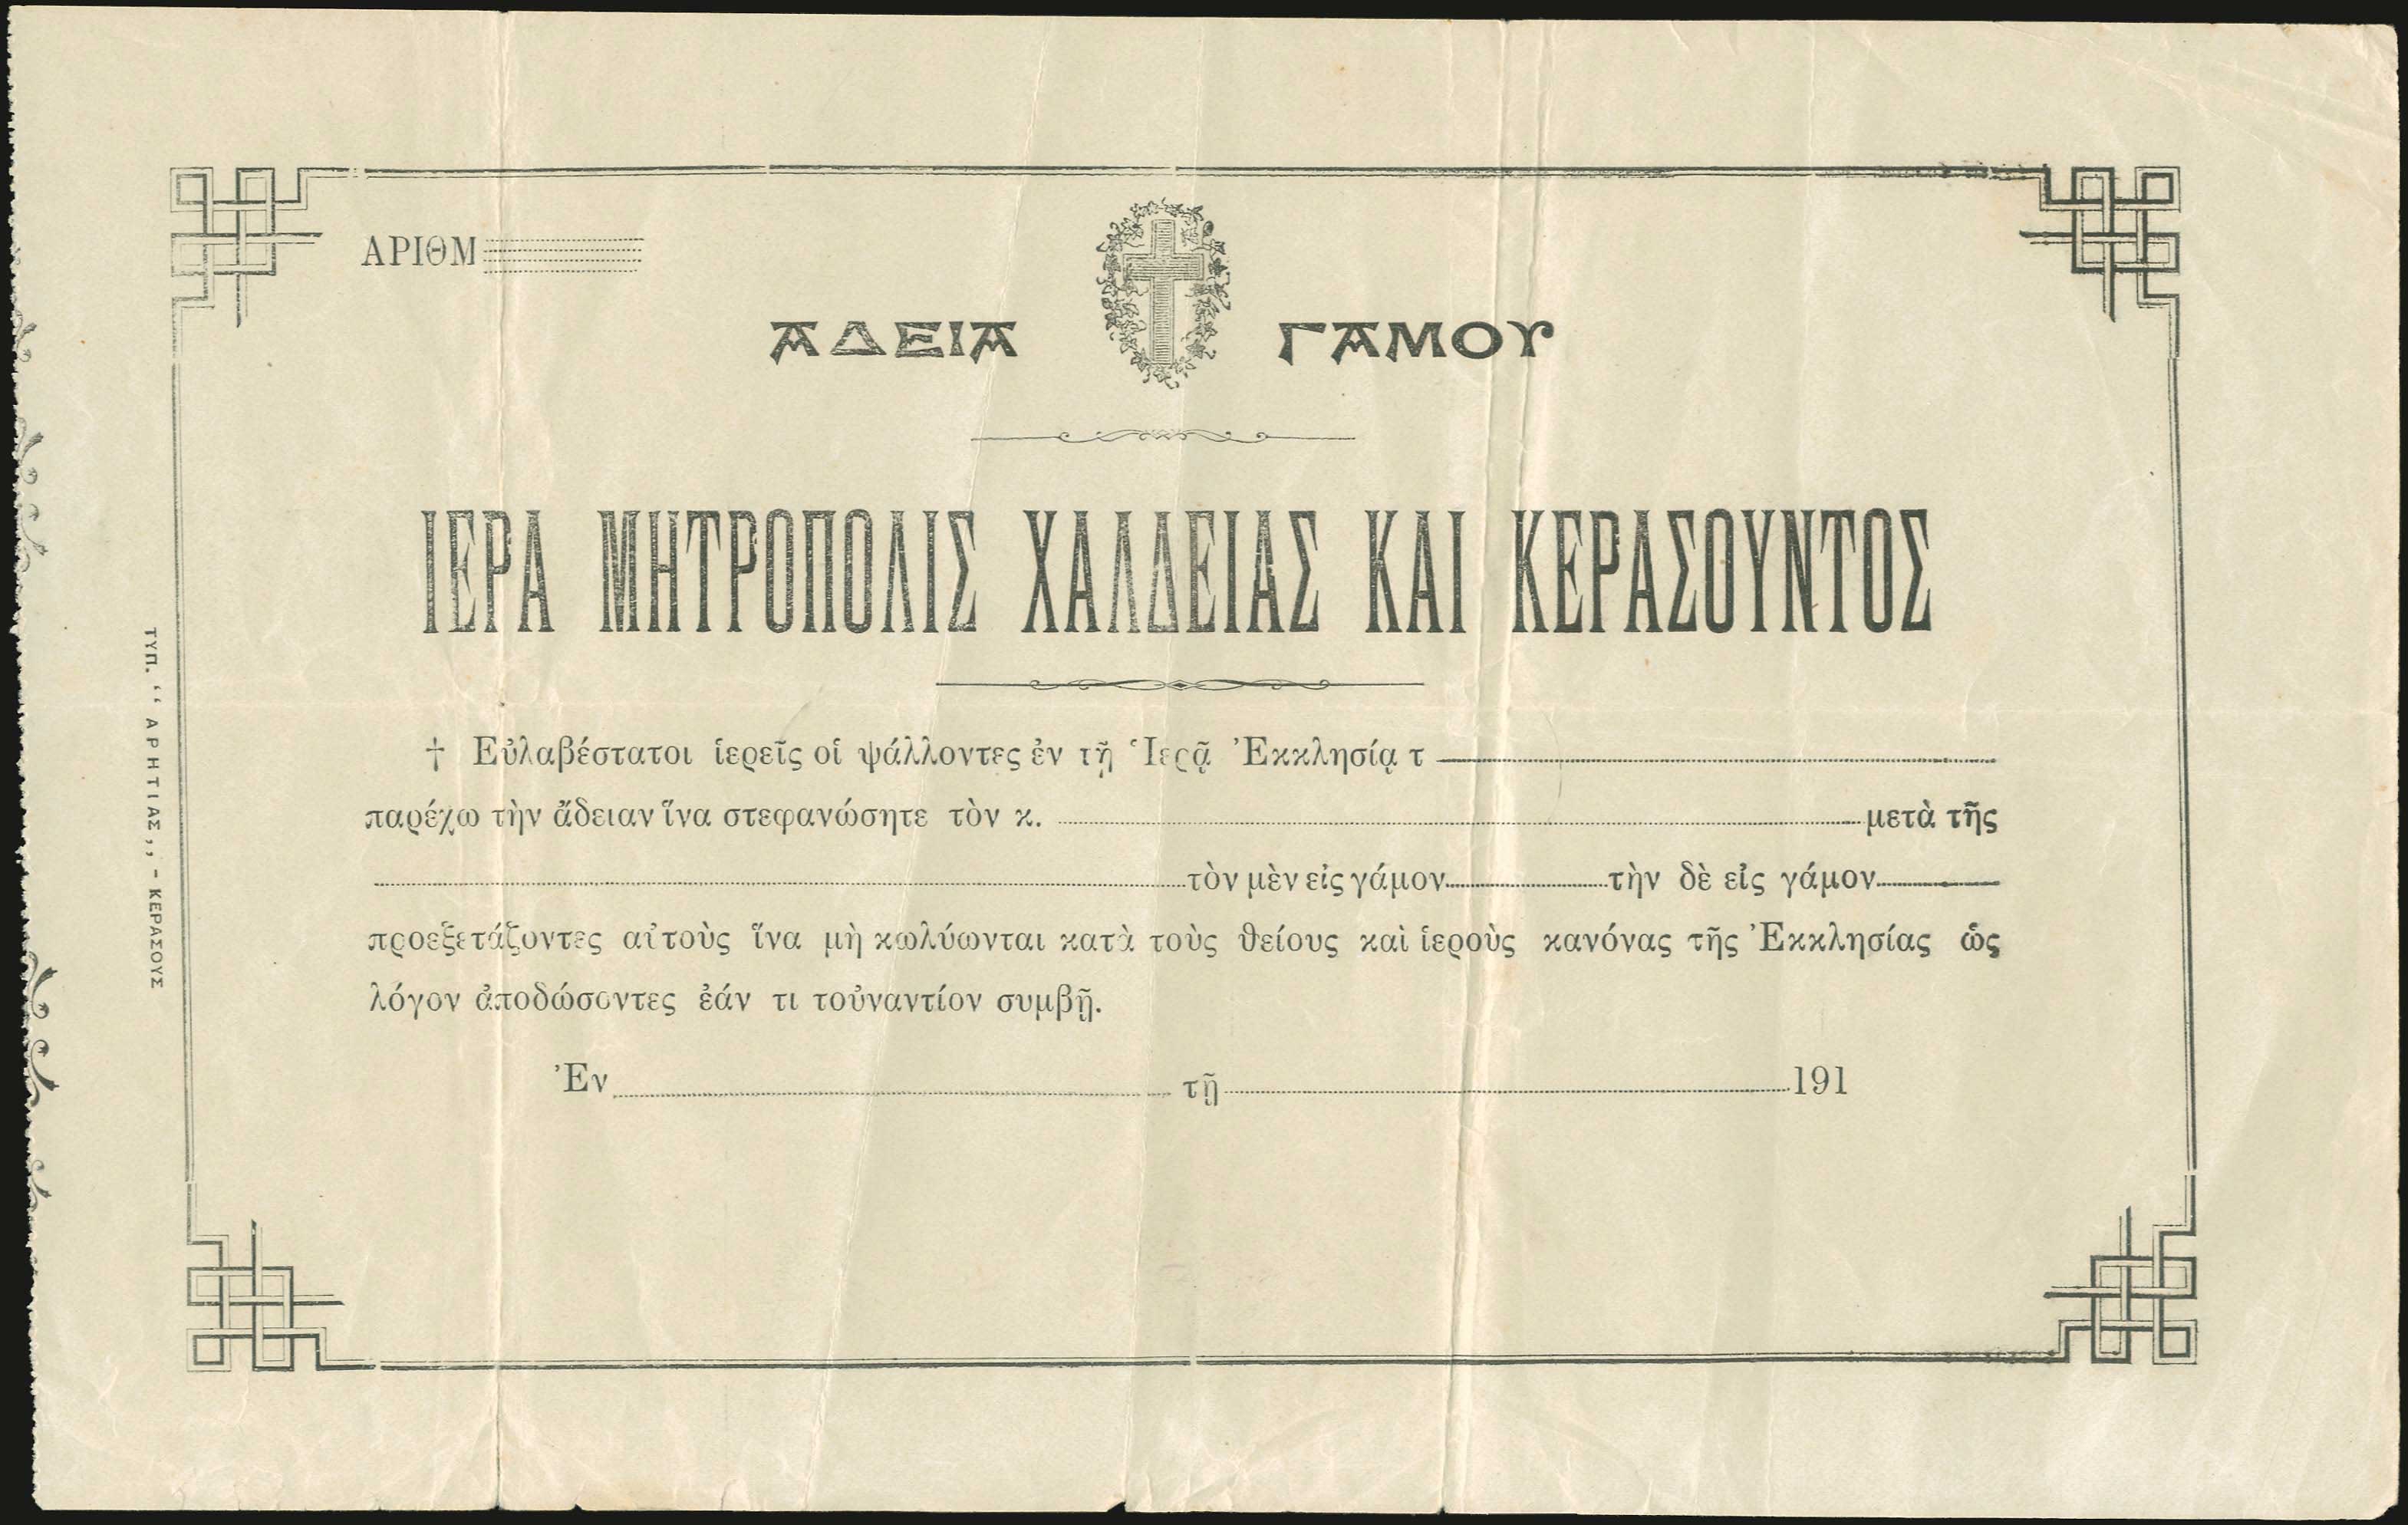 ΑΡΙΘΜ
ΑΔΕΙΑ ΓΑΜΟΥ
ΙΕΡΑ ΜΗΤΡΟΠΟΛΙΣ ΧΑΛΔΕΙΑΣ ΚΑΙ ΚΕΡΑΣΟΥΝΤΟΣ
† Εὐλαβέστατοι ἱερεῖς οἱ ψάλλοντες ἐν τῇ Ἱερᾷ Ἐκκλησίᾳ τ
παρέχω τὴν ἄδειαν ἵνα στεφανώσητε τὸν κ. μετὰ τῆς
τὸν μὲν εἰς γάμον τὴν δὲ εἰς γάμον
προεξετάζοντες αὐτοὺς ἵνα μὴ κωλύωνται κατὰ τοὺς θείους καὶ ἱεροὺς κανόνας τῆς Ἐκκλησίας ὡς
λόγον ἀποδώσοντες ἐάν τι τοὐναντίον συμβῇ.
Ἐν τῇ 191
ΤΥΠ. ‘‘ ΑΡΗΤΙΑΣ,, - ΚΕΡΑΣΟΥΣ